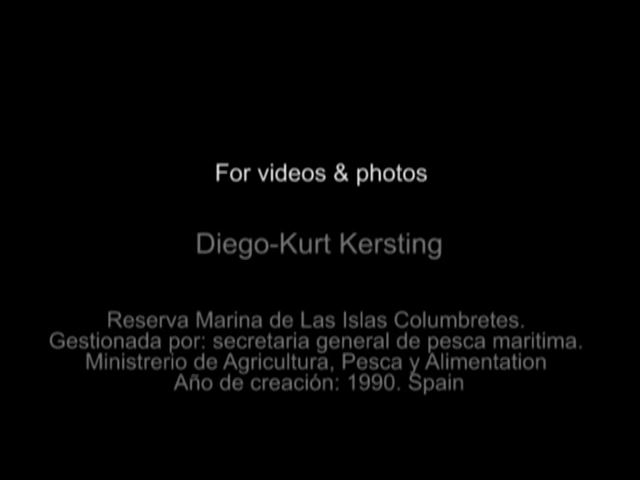 For videos & photos
Diego-Kurt Kersting
Reserva Marina de Las Islas Columbretes.
Gestionada por: secretaria general de pesca maritima.
Ministrerio de Agricultura, Pesca y Alimentation
Año de creación: 1990. Spain